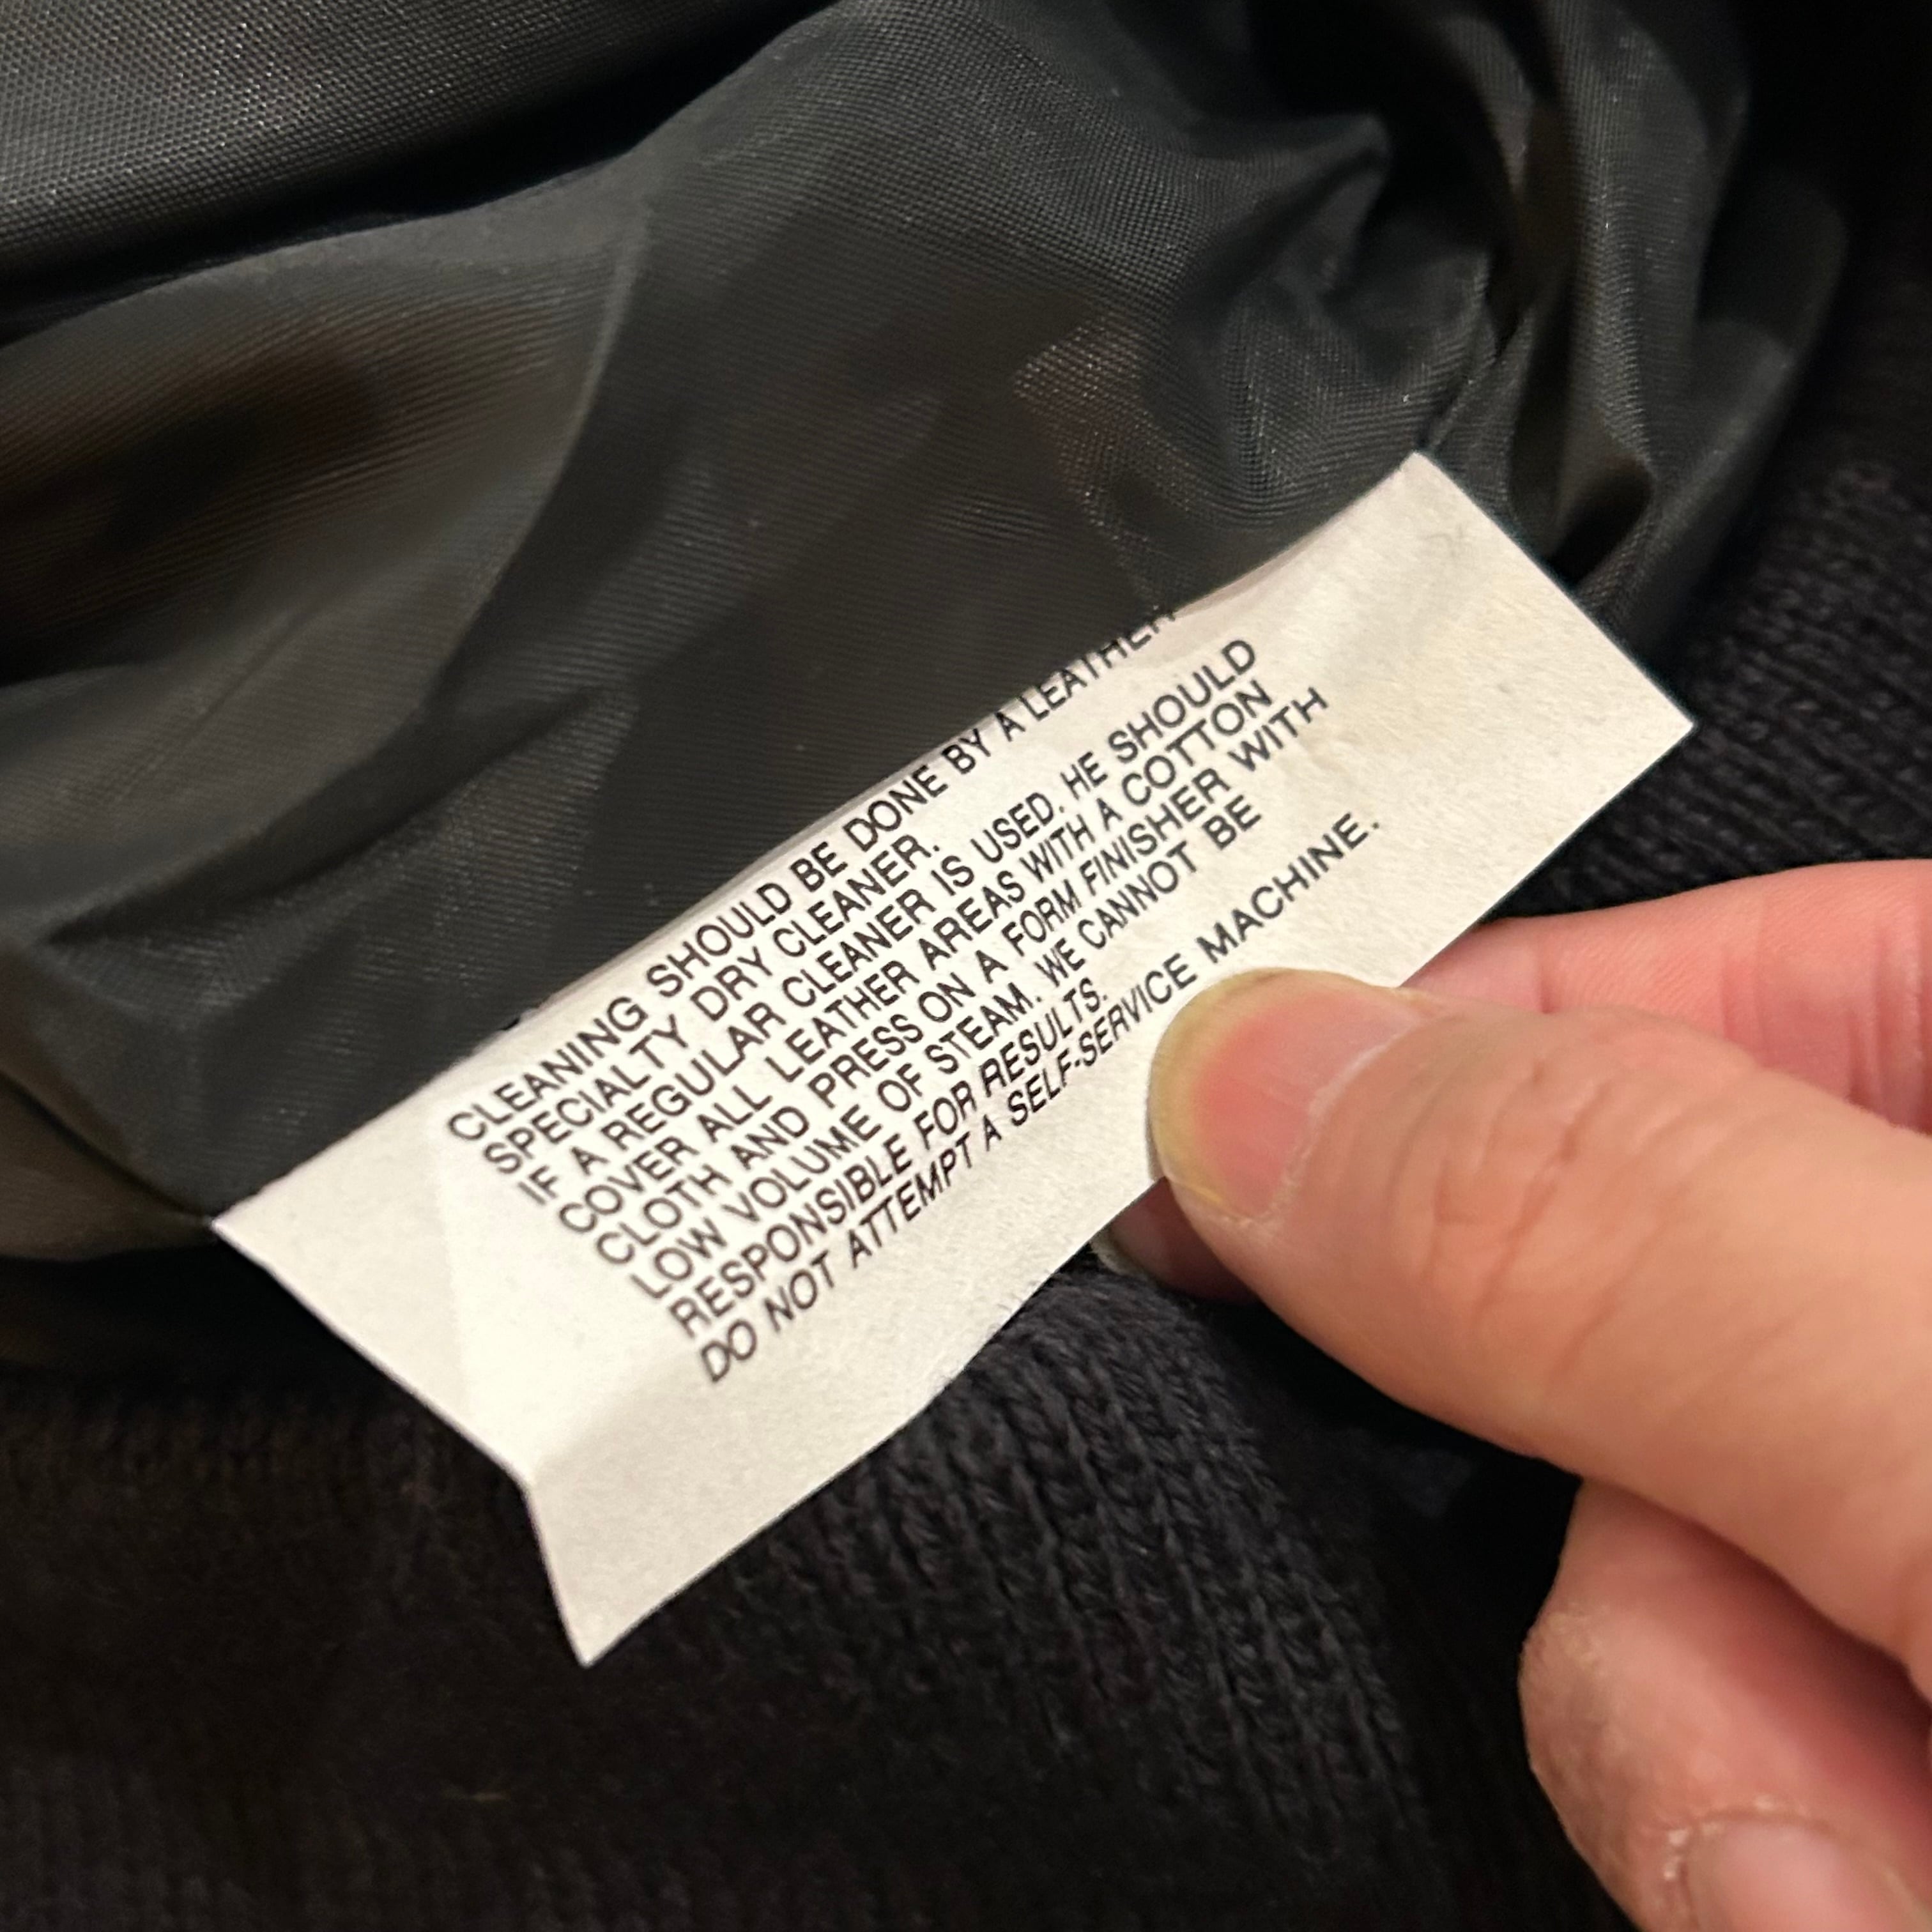 CLEANING SHOULD BE DONE BY A LEATHER
SPECIALTY DRY CLEANER.
IF A REGULAR CLEANER IS USED. HE SHOULD
COVER ALL LEATHER AREAS WITH A COTTON
CLOTH AND PRESS ON A FORM FINISHER WITH
LOW VOLUME OF STEAM. WE CANNOT BE
RESPONSIBLE FOR RESULTS.
DO NOT ATTEMPT A SELF-SERVICE MACHINE.